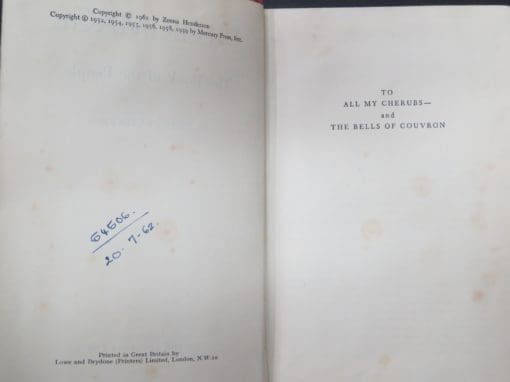 Copyright © 1961 by Zenna Henderson
Copyright © 1952, 1954, 1955, 1956, 1958, 1959 by Mercury Press, Inc.
54606.
20.7-62.
Printed in Great Britain by
Lowe and Brydone (Printers) Limited, London, N.W.10
TO
ALL MY CHERUBS—
and
THE BELLS OF COUVRON